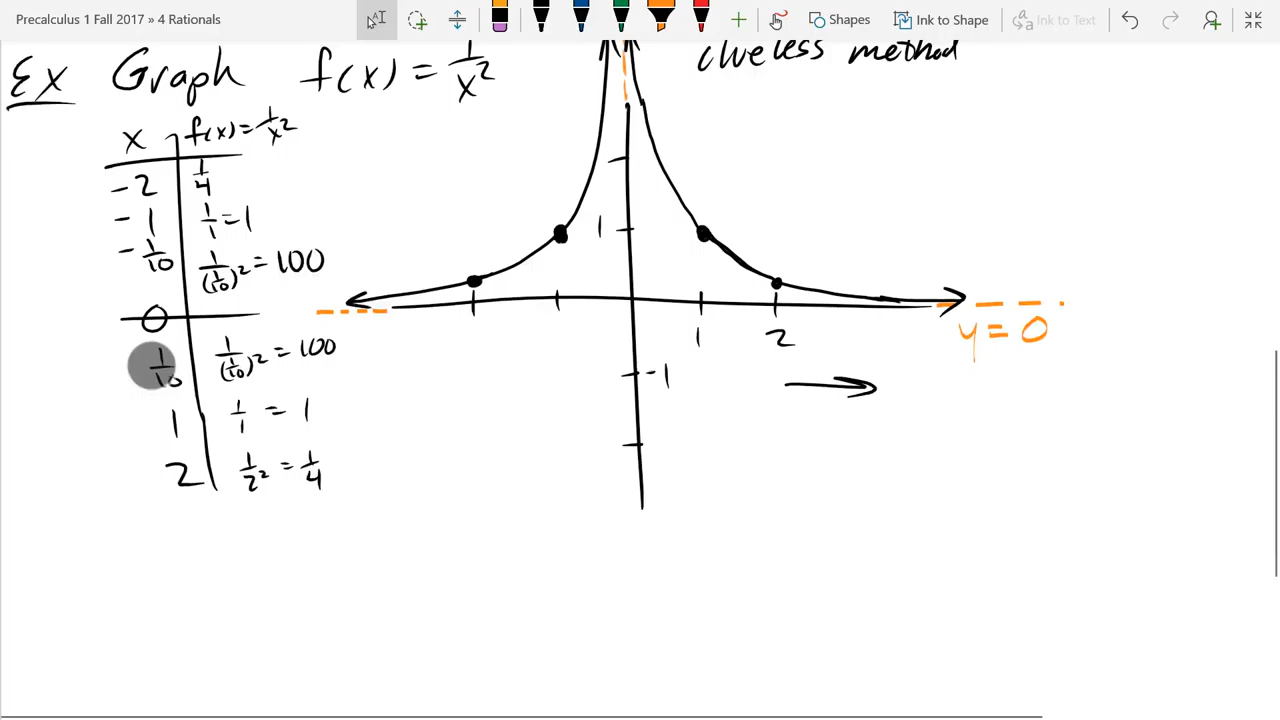 Precalculus 1 Fall 2017 » 4 Rationals
Shapes
Ink to Shape
Ink to Text
clueless method
Ex Graph f(x) = 1/x²
x f(x) = 1/x²
-2 1/4
-1 1/1 = 1
-1/10 1/(1/10)² = 100
0
1/10 1/(1/10)² = 100
1 1/1 = 1
2 1/2² = 1/4
1
1 2
-1
y = 0